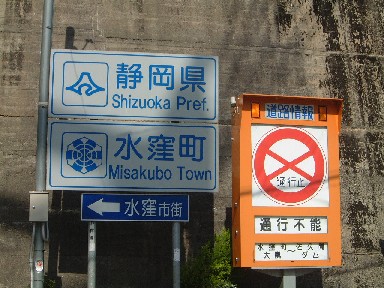 静岡県
Shizuoka Pref.
水窪町
Misakubo Town
水窪市街
道路情報
通行止
通行不能